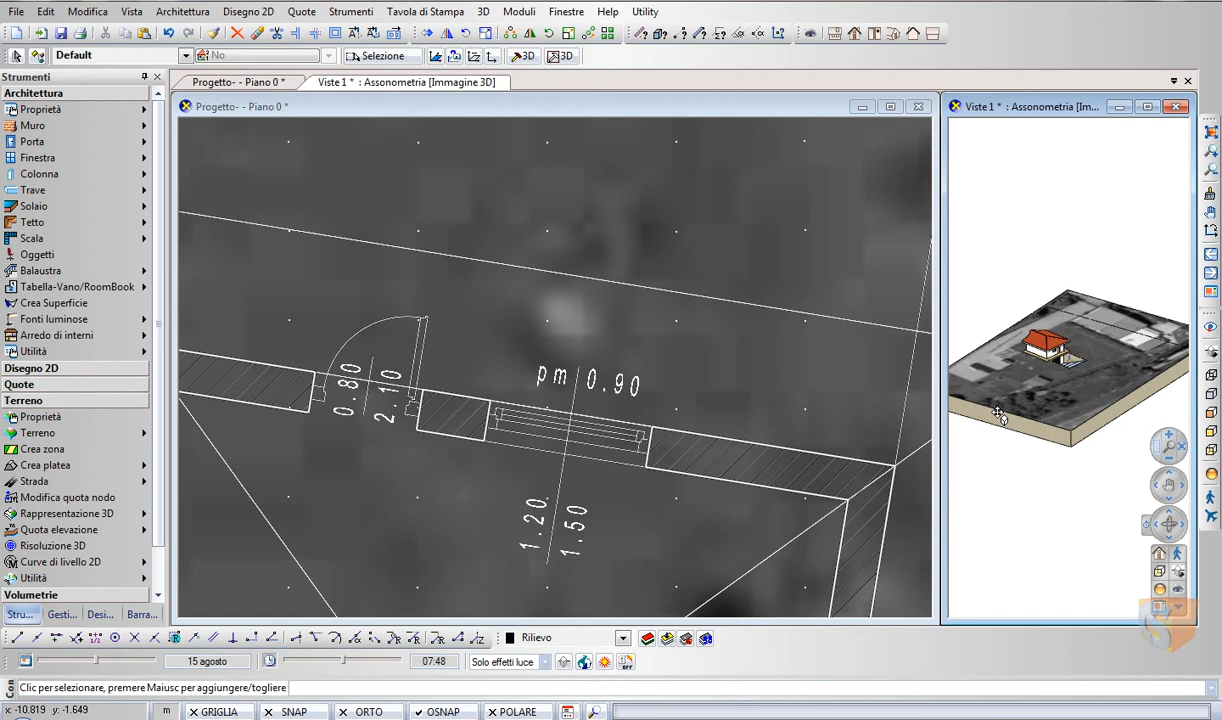 File Edit Modifica Vista Architettura Disegno 2D Quote Strumenti Tavola di Stampa 3D Moduli Finestre Help Utility
Default No Selezione 3D 3D
Strumenti
Architettura
Proprietà
Muro
Porta
Finestra
Colonna
Trave
Solaio
Tetto
Scala
Oggetti
Balaustra
Tabella-Vano/RoomBook
Crea Superficie
Fonti luminose
Arredo di interni
Utilità
Disegno 2D
Quote
Terreno
Proprietà
Terreno
Crea zona
Crea platea
Strada
Modifica quota nodo
Rappresentazione 3D
Quota elevazione
Risoluzione 3D
Curve di livello 2D
Utilità
Volumetrie
Stru... Gesti... Desi... Barra...
Progetto- - Piano 0 * Viste 1 * : Assonometria [Immagine 3D]
Progetto- - Piano 0 *
0.80
2.10
pm 0.90
1.20
1.50
Viste 1 * : Assonometria [Im...
Rilievo
15 agosto 07:48 Solo effetti luce
Con
Clic per selezionare, premere Maiusc per aggiungere/togliere
x: -10.819 y: -1.649 m GRIGLIA SNAP ORTO OSNAP POLARE